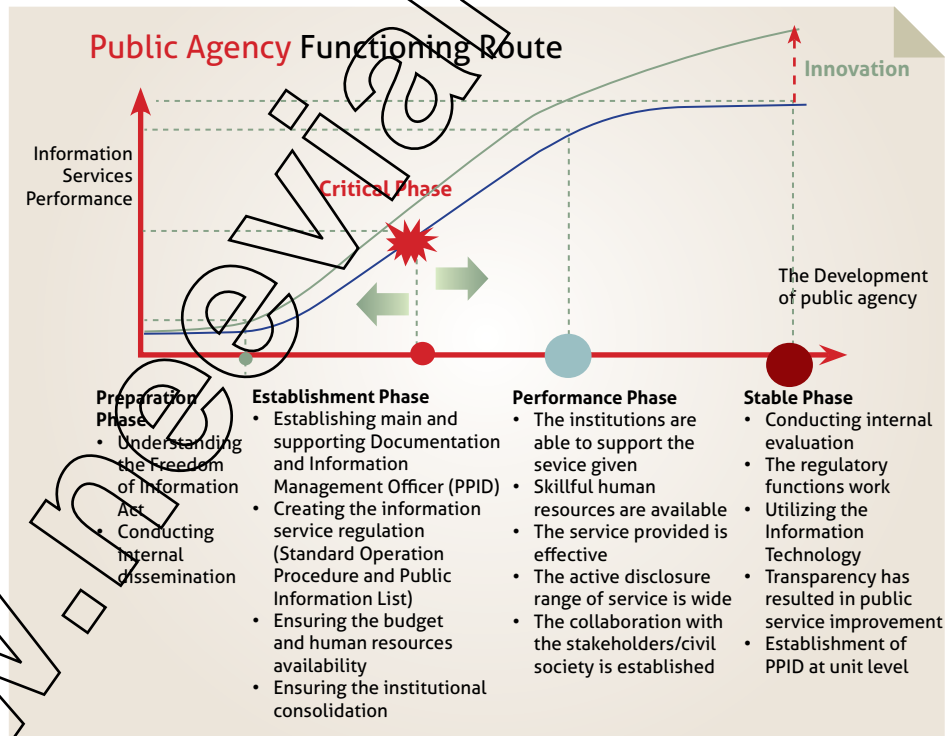 Public Agency Functioning Route
Innovation
Information
Services
Performance
Critical Phase
The Development
of public agency
Preparation
Phase
• Understanding
the Freedom
of Information
Act
• Conducting
internal
dissemination
Establishment Phase
• Establishing main and
supporting Documentation
and Information
Management Officer (PPID)
• Creating the information
service regulation
(Standard Operation
Procedure and Public
Information List)
• Ensuring the budget
and human resources
availability
• Ensuring the institutional
consolidation
Performance Phase
• The institutions are
able to support the
sevice given
• Skillful human
resources are available
• The service provided is
effective
• The active disclosure
range of service is wide
• The collaboration with
the stakeholders/civil
society is established
Stable Phase
• Conducting internal
evaluation
• The regulatory
functions work
• Utilizing the
Information
Technology
• Transparency has
resulted in public
service improvement
• Establishment of
PPID at unit level